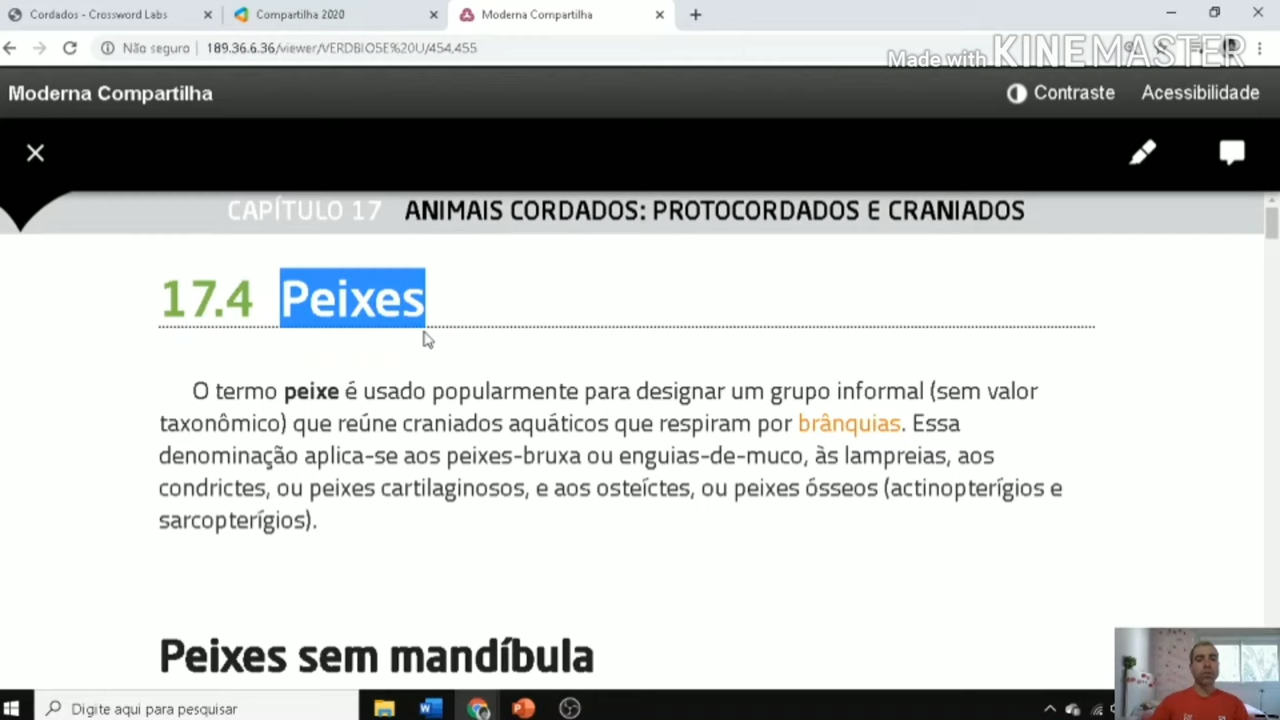 Cordados - Crossword Labs
Compartilha 2020
Moderna Compartilha
Não seguro
189.36.6.36/viewer/VERDBIO5E%20U/454,455
Made with KINEMASTER
Moderna Compartilha
Contraste
Acessibilidade
CAPÍTULO 17 ANIMAIS CORDADOS: PROTOCORDADOS E CRANIADOS
17.4 Peixes
O termo peixe é usado popularmente para designar um grupo informal (sem valor
taxonômico) que reúne craniados aquáticos que respiram por brânquias. Essa
denominação aplica-se aos peixes-bruxa ou enguias-de-muco, às lampreias, aos
condrictes, ou peixes cartilaginosos, e aos osteíctes, ou peixes ósseos (actinopterígios e
sarcopterígios).
Peixes sem mandíbula
Digite aqui para pesquisar